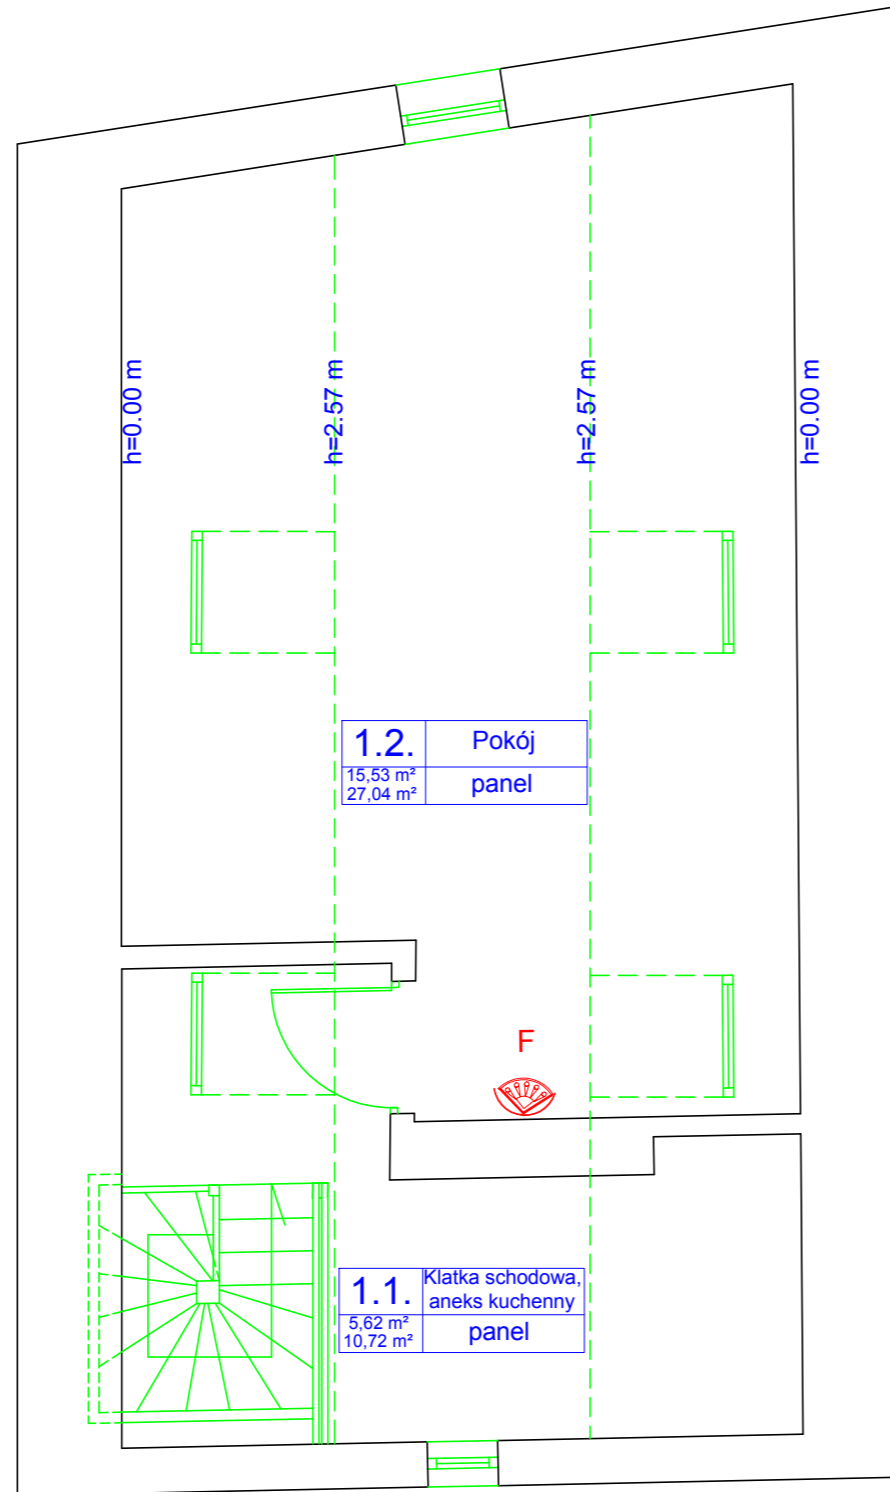 h=0.00 m
h=2.57 m
h=2.57 m
h=0.00 m
1.2.
Pokój
15,53 m²
27,04 m²
panel
F
1.1.
Klatka schodowa,
aneks kuchenny
5,62 m²
10,72 m²
panel